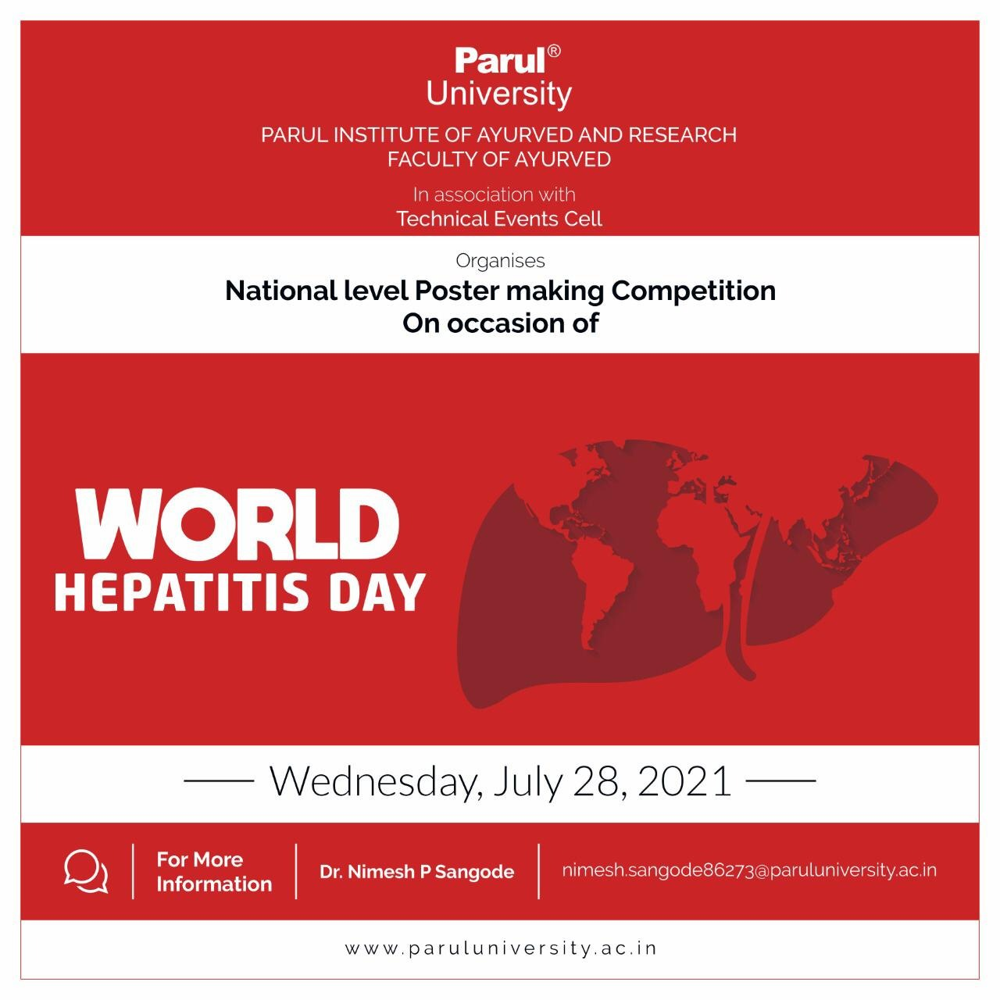 Parul®
University
PARUL INSTITUTE OF AYURVED AND RESEARCH
FACULTY OF AYURVED
In association with
Technical Events Cell
Organises
National level Poster making Competition
On occasion of
WORLD
HEPATITIS DAY
Wednesday, July 28, 2021
For More
Information
Dr. Nimesh P Sangode
nimesh.sangode86273@paruluniversity.ac.in
www.paruluniversity.ac.in